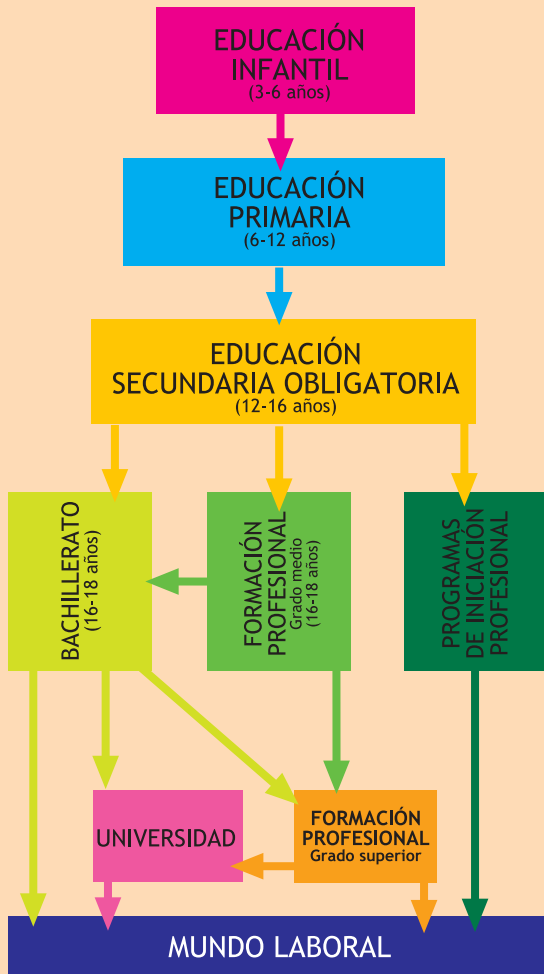 EDUCACIÓN
INFANTIL
(3-6 años)
EDUCACIÓN
PRIMARIA
(6-12 años)
EDUCACIÓN
SECUNDARIA OBLIGATORIA
(12-16 años)
BACHILLERATO
(16-18 años)
FORMACIÓN
PROFESIONAL
Grado medio
(16-18 años)
PROGRAMAS
DE INICIACIÓN
PROFESIONAL
UNIVERSIDAD
FORMACIÓN
PROFESIONAL
Grado superior
MUNDO LABORAL